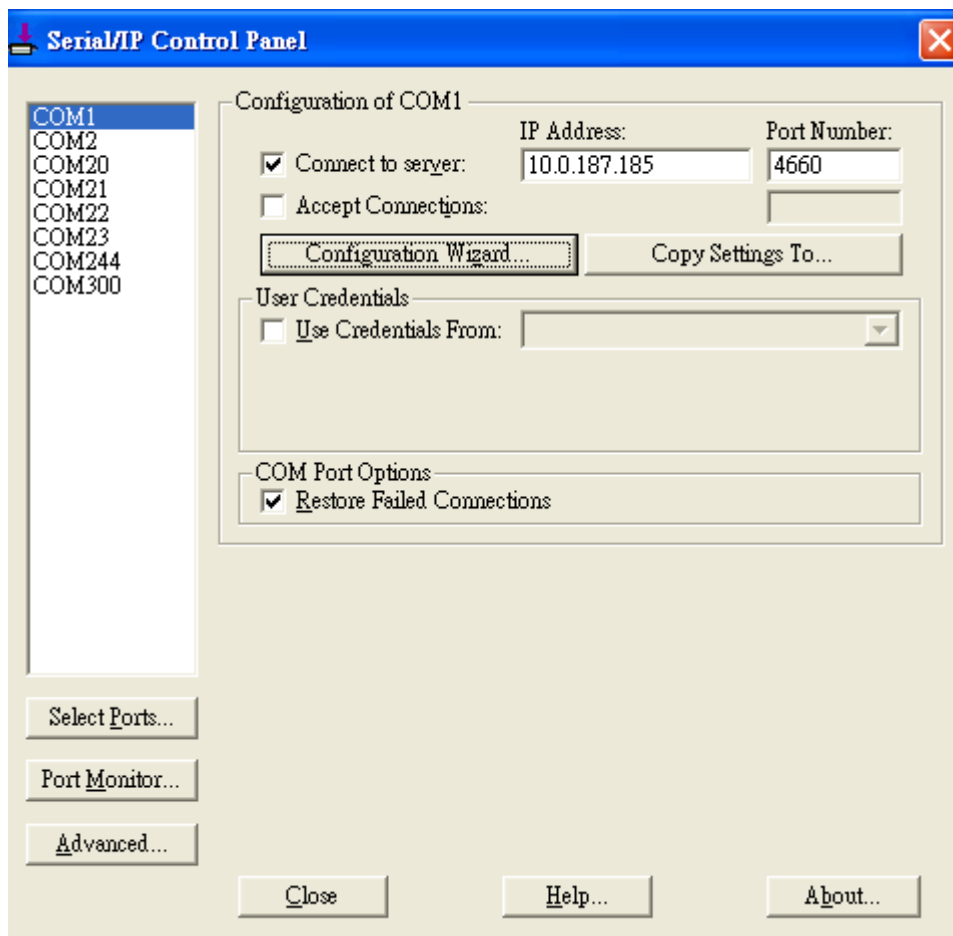 Serial/IP Control Panel
COM1
COM2
COM20
COM21
COM22
COM23
COM244
COM300
Configuration of COM1
IP Address: Port Number:
Connect to server: 10.0.187.185 4660
Accept Connections:
Configuration Wizard... Copy Settings To...
User Credentials
Use Credentials From:
COM Port Options
Restore Failed Connections
Select Ports...
Port Monitor...
Advanced...
Close Help... About...